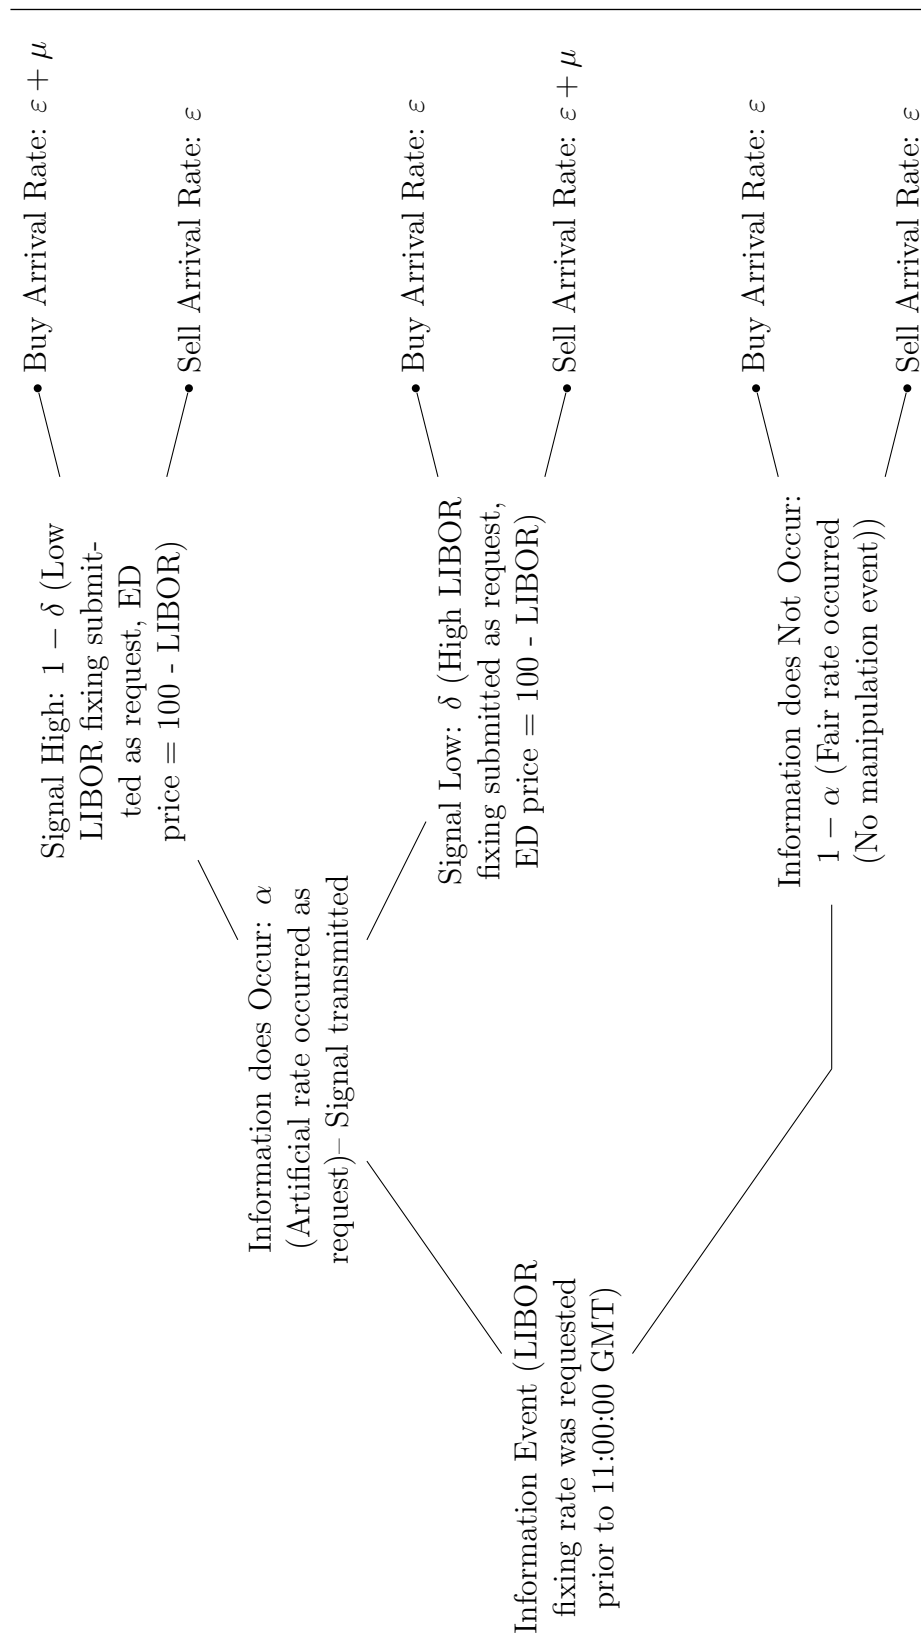 Information Event (LIBOR
fixing rate was requested
prior to 11:00:00 GMT)
Information does Occur: α
(Artificial rate occurred as
request)– Signal transmitted
Signal High: 1 − δ (Low
LIBOR fixing submit-
ted as request, ED
price = 100 - LIBOR)
• Buy Arrival Rate: ε + μ
• Sell Arrival Rate: ε
Signal Low: δ (High LIBOR
fixing submitted as request,
ED price = 100 - LIBOR)
• Buy Arrival Rate: ε
• Sell Arrival Rate: ε + μ
Information does Not Occur:
1 − α (Fair rate occurred
(No manipulation event))
• Buy Arrival Rate: ε
• Sell Arrival Rate: ε